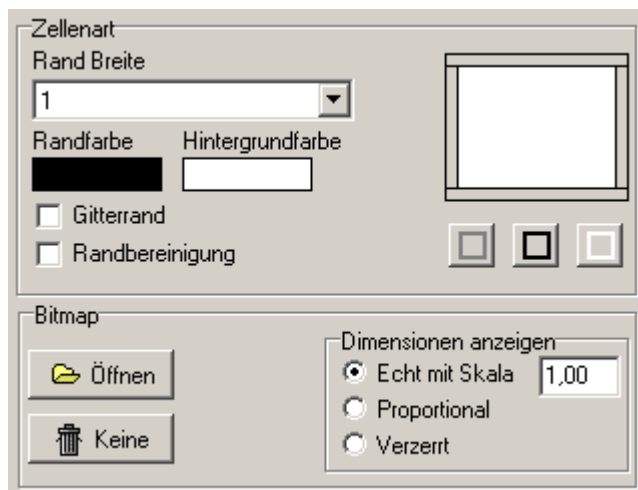 Zellenart
Rand Breite
1
Randfarbe Hintergrundfarbe
Gitterrand
Randbereinigung
Bitmap
Öffnen
Keine
Dimensionen anzeigen
Echt mit Skala 1,00
Proportional
Verzerrt